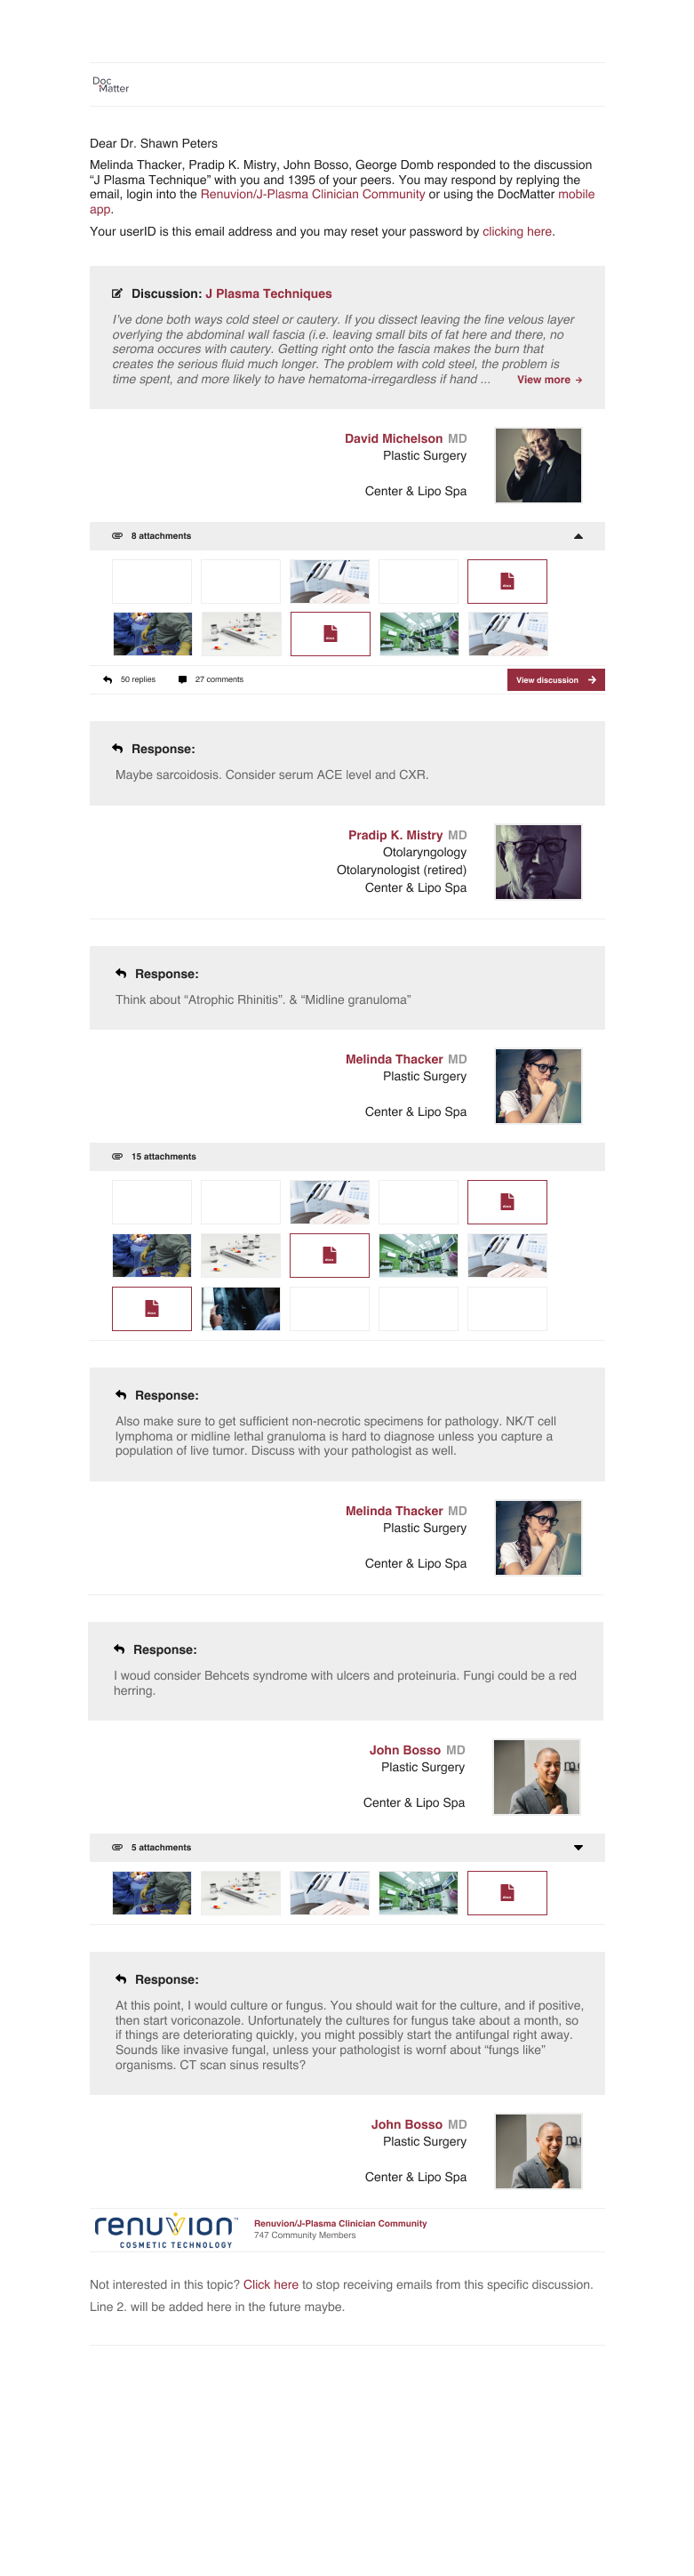 Doc
Matter
Dear Dr. Shawn Peters
Melinda Thacker, Pradip K. Mistry, John Bosso, George Domb responded to the discussion
“J Plasma Technique” with you and 1395 of your peers. You may respond by replying the
email, login into the Renuvion/J-Plasma Clinician Community or using the DocMatter mobile
app.
Your userID is this email address and you may reset your password by clicking here.
Discussion: J Plasma Techniques
I've done both ways cold steel or cautery. If you dissect leaving the fine velous layer
overlying the abdominal wall fascia (i.e. leaving small bits of fat here and there, no
seroma occures with cautery. Getting right onto the fascia makes the burn that
creates the serious fluid much longer. The problem with cold steel, the problem is
time spent, and more likely to have hematoma-irregardless if hand ... View more →
David Michelson MD
Plastic Surgery
Center & Lipo Spa
8 attachments
50 replies 27 comments View discussion →
Response:
Maybe sarcoidosis. Consider serum ACE level and CXR.
Pradip K. Mistry MD
Otolaryngology
Otolarynologist (retired)
Center & Lipo Spa
Response:
Think about “Atrophic Rhinitis”. & “Midline granuloma”
Melinda Thacker MD
Plastic Surgery
Center & Lipo Spa
15 attachments
Response:
Also make sure to get sufficient non-necrotic specimens for pathology. NK/T cell
lymphoma or midline lethal granuloma is hard to diagnose unless you capture a
population of live tumor. Discuss with your pathologist as well.
Melinda Thacker MD
Plastic Surgery
Center & Lipo Spa
Response:
I woud consider Behcets syndrome with ulcers and proteinuria. Fungi could be a red
herring.
John Bosso MD
Plastic Surgery
Center & Lipo Spa
5 attachments
Response:
At this point, I would culture or fungus. You should wait for the culture, and if positive,
then start voriconazole. Unfortunately the cultures for fungus take about a month, so
if things are deteriorating quickly, you might possibly start the antifungal right away.
Sounds like invasive fungal, unless your pathologist is wornf about “fungs like”
organisms. CT scan sinus results?
John Bosso MD
Plastic Surgery
Center & Lipo Spa
renuvion™
COSMETIC TECHNOLOGY
Renuvion/J-Plasma Clinician Community
747 Community Members
Not interested in this topic? Click here to stop receiving emails from this specific discussion.
Line 2. will be added here in the future maybe.